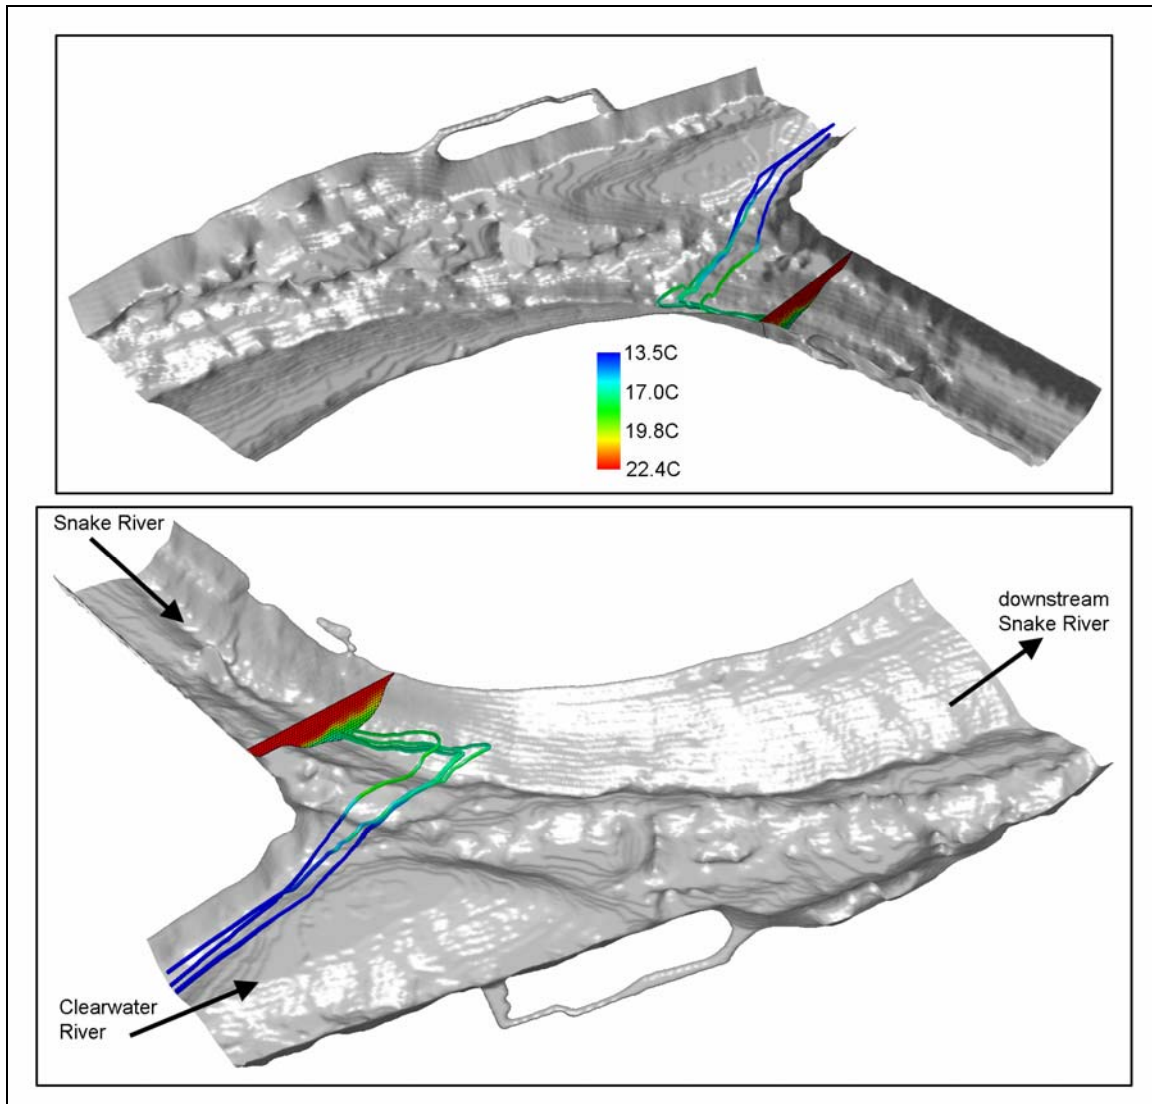 13.5C
17.0C
19.8C
22.4C
Snake River
downstream
Snake River
Clearwater
River